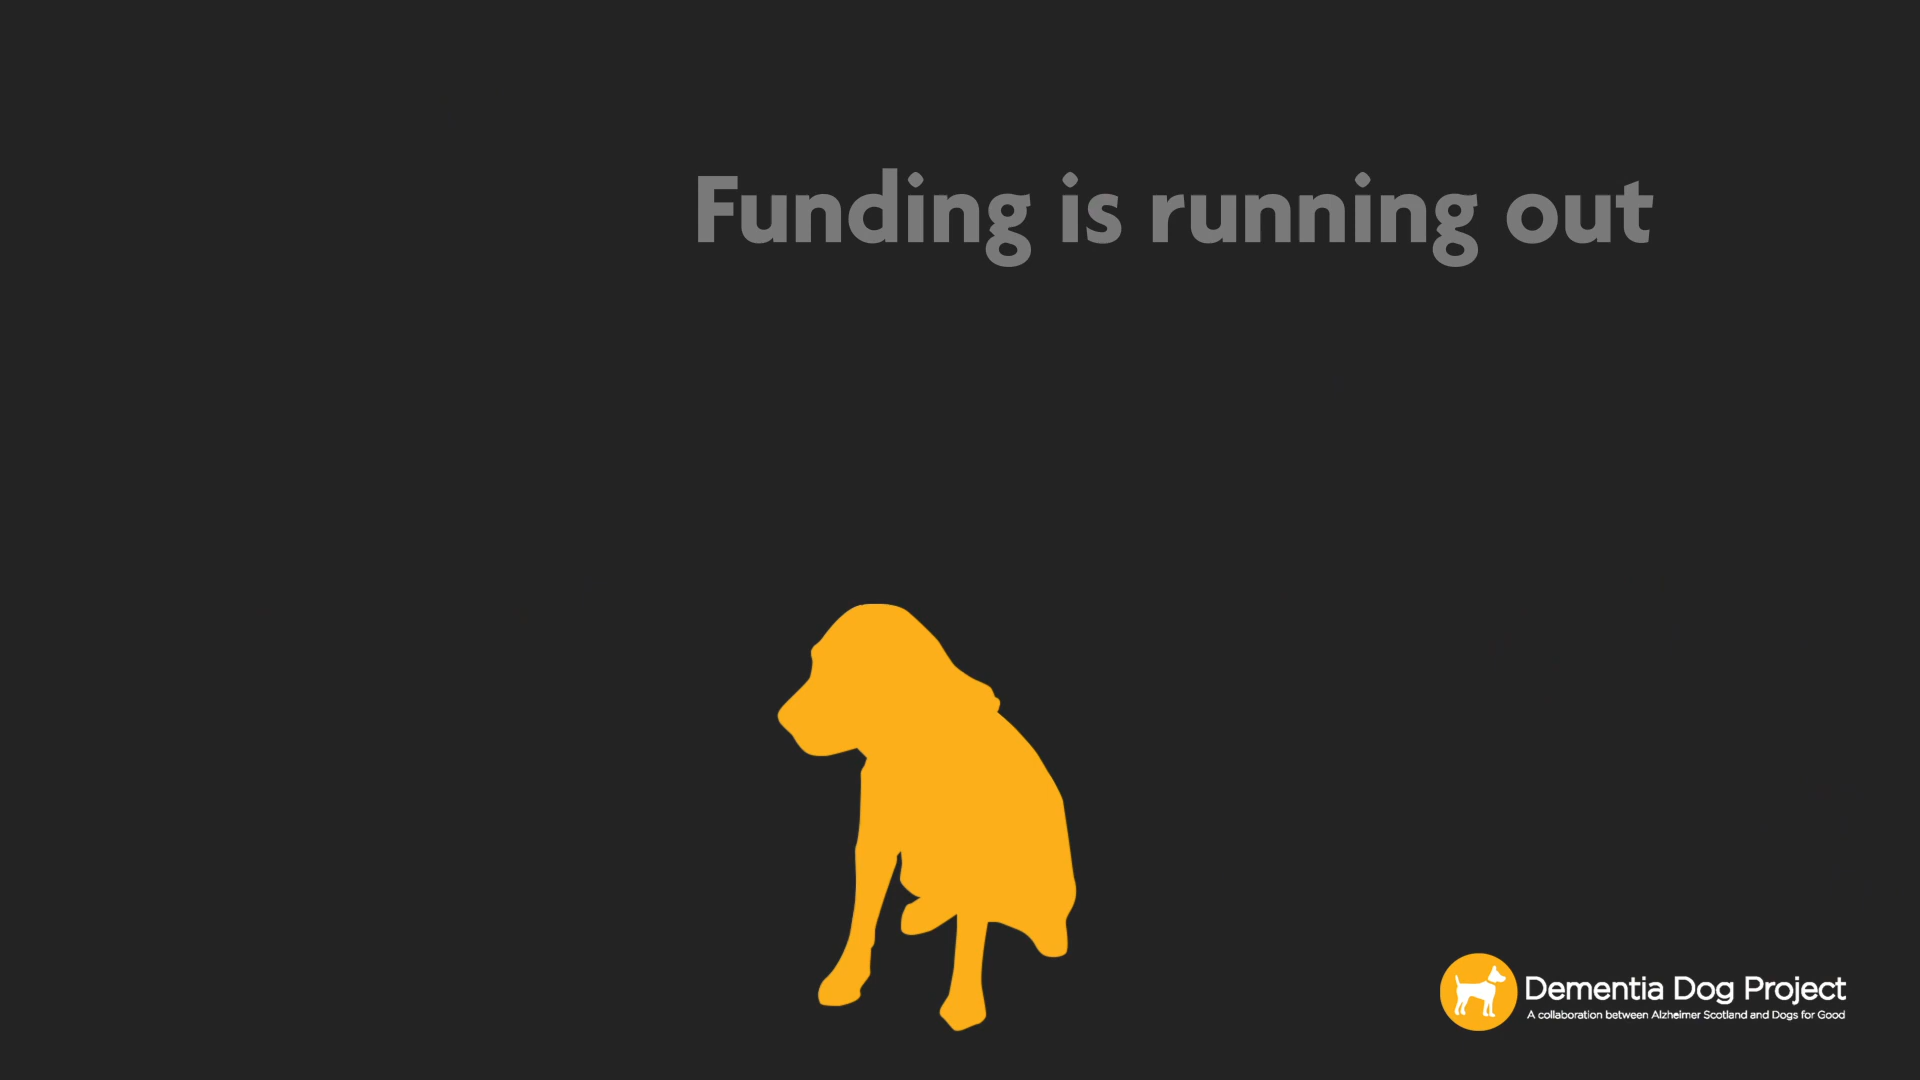 Funding is running out
Dementia Dog Project
A collaboration between Alzheimer Scotland and Dogs for Good